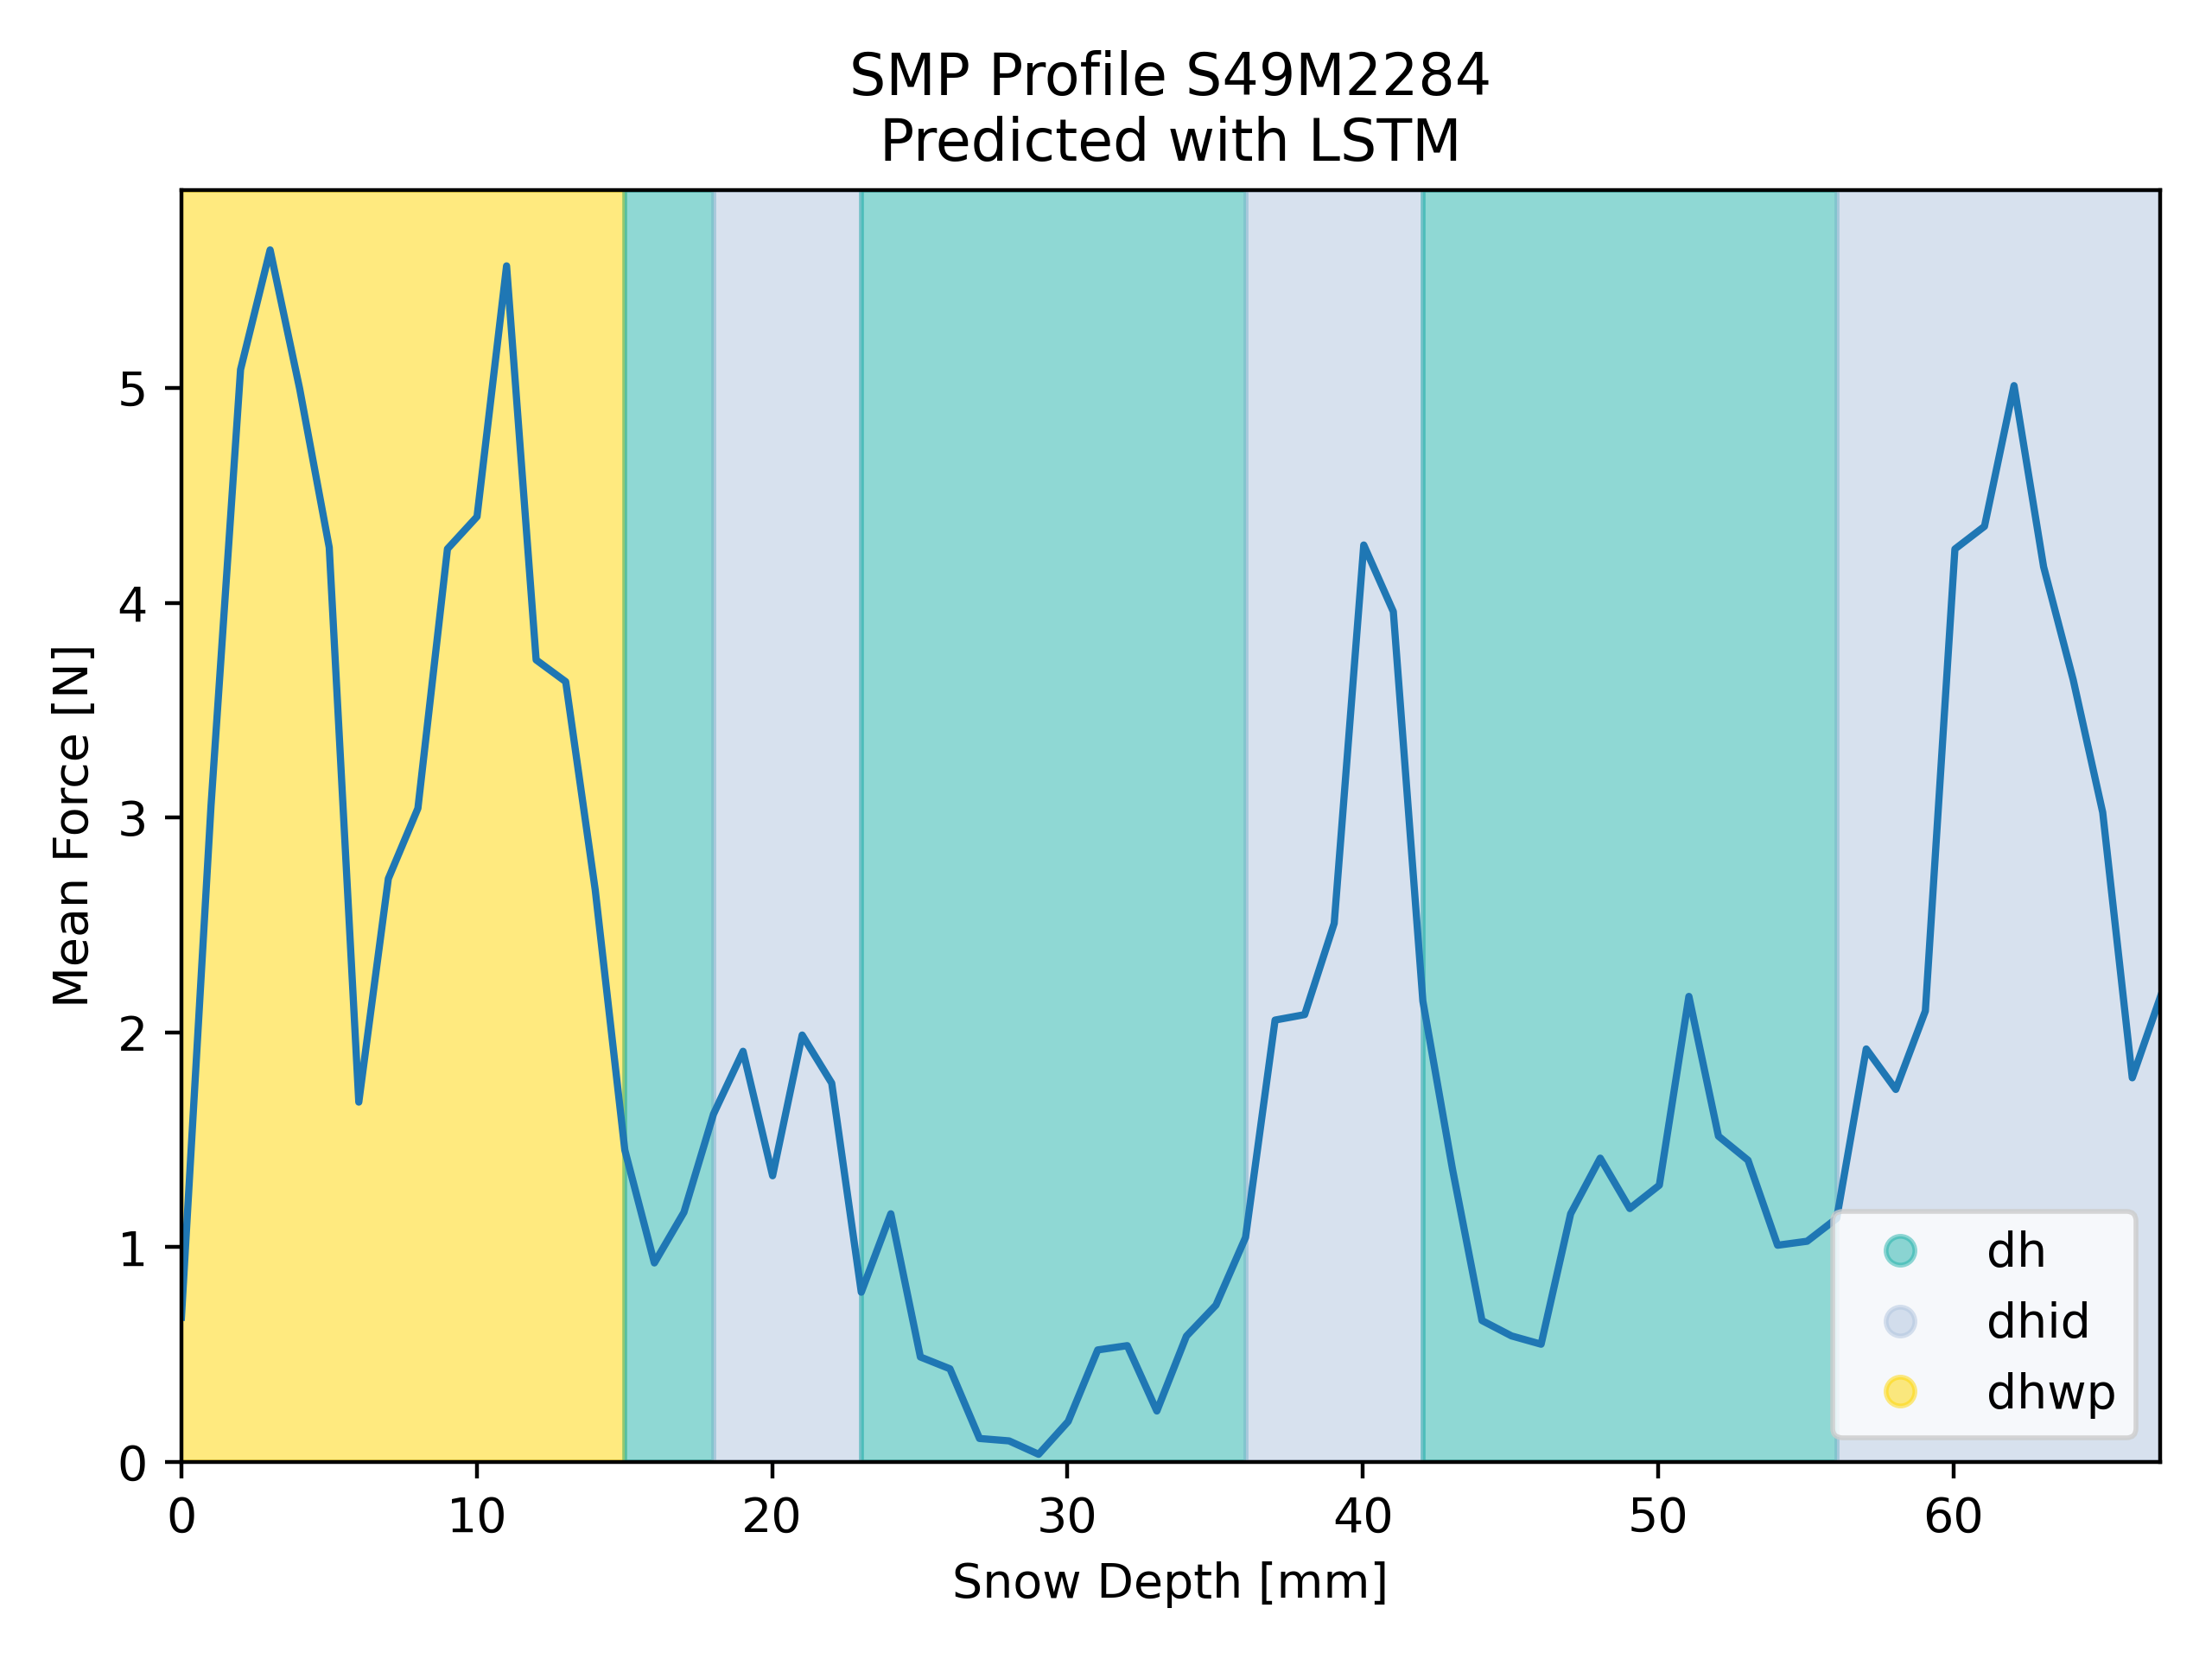 SMP Profile S49M2284
Predicted with LSTM
Mean Force [N]
5
4
3
2
1
0
0 10 20 30 40 50 60
Snow Depth [mm]
dh
dhid
dhwp